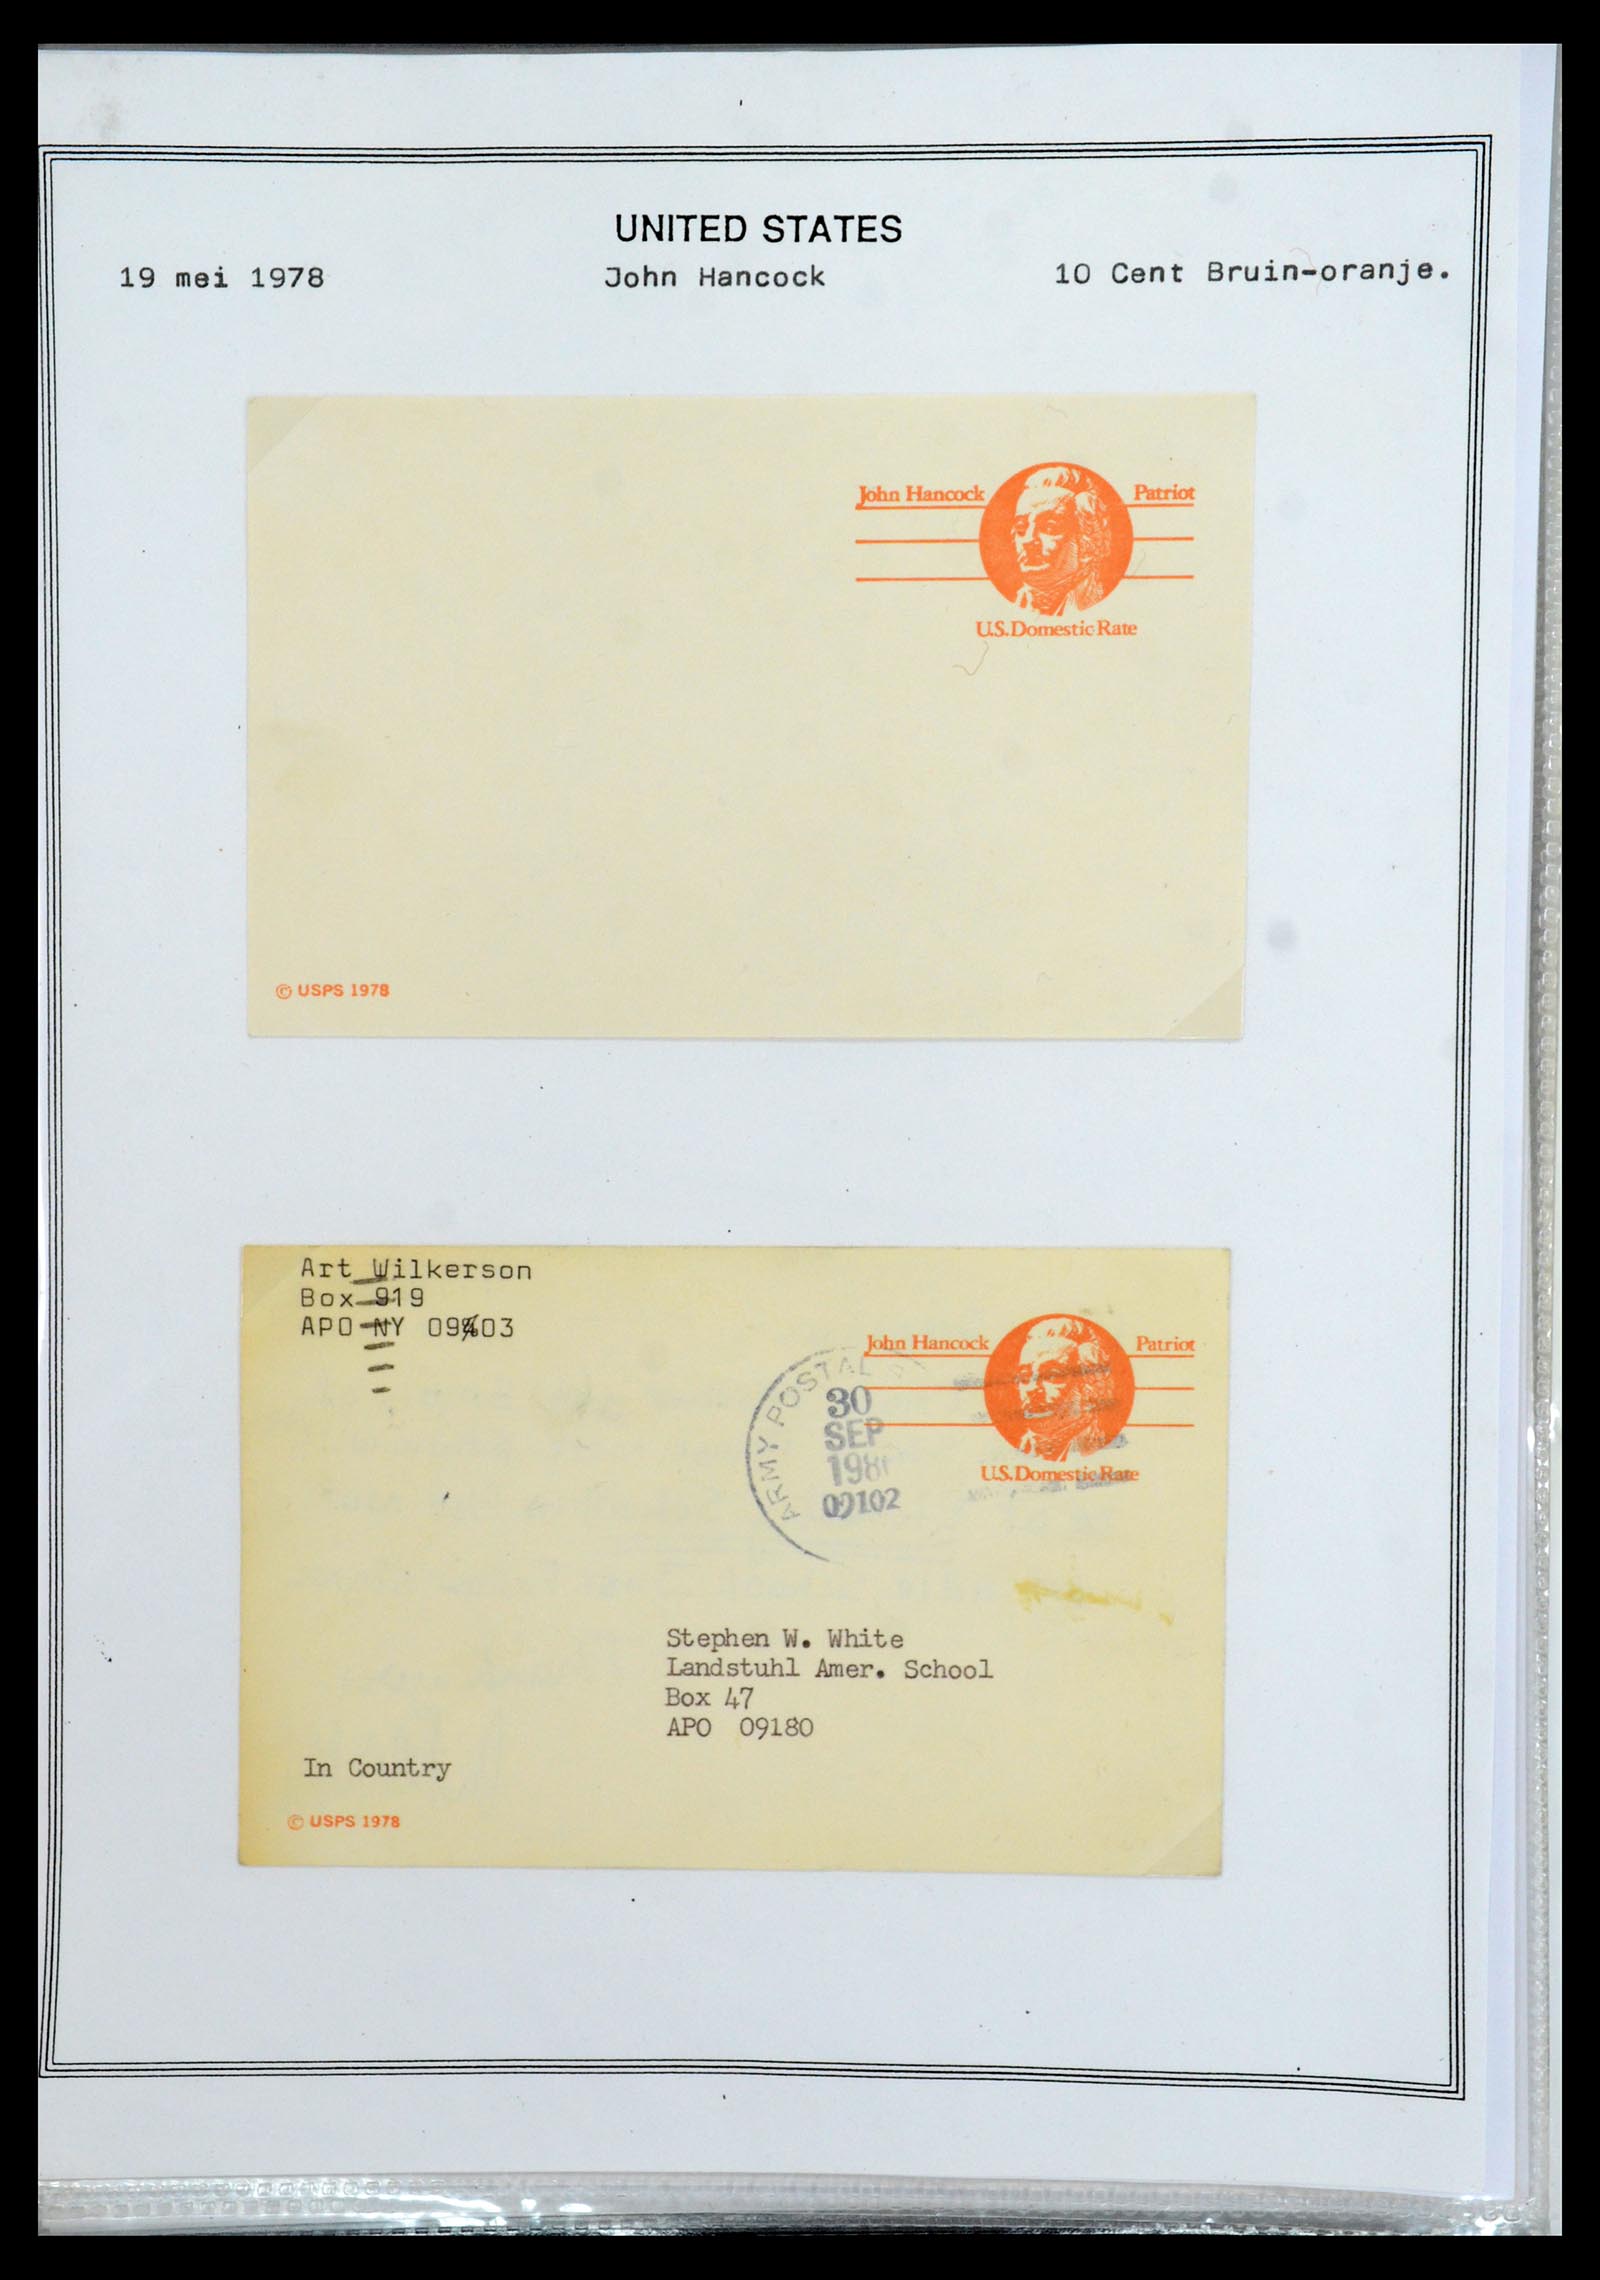 UNITED STATES
19 mei 1978 John Hancock 10 Cent Bruin-oranje.
John Hancock Patriot
U.S. Domestic Rate
© USPS 1978
Art Wilkerson
Box 919
APO NY
John Hancock Patriot
ARMY POSTAL
30
SEP
09102
U.S. Domestic Rate
Stephen W. White
Landstuhl Amer. School
Box 47
APO 09180
In Country
© USPS 1978